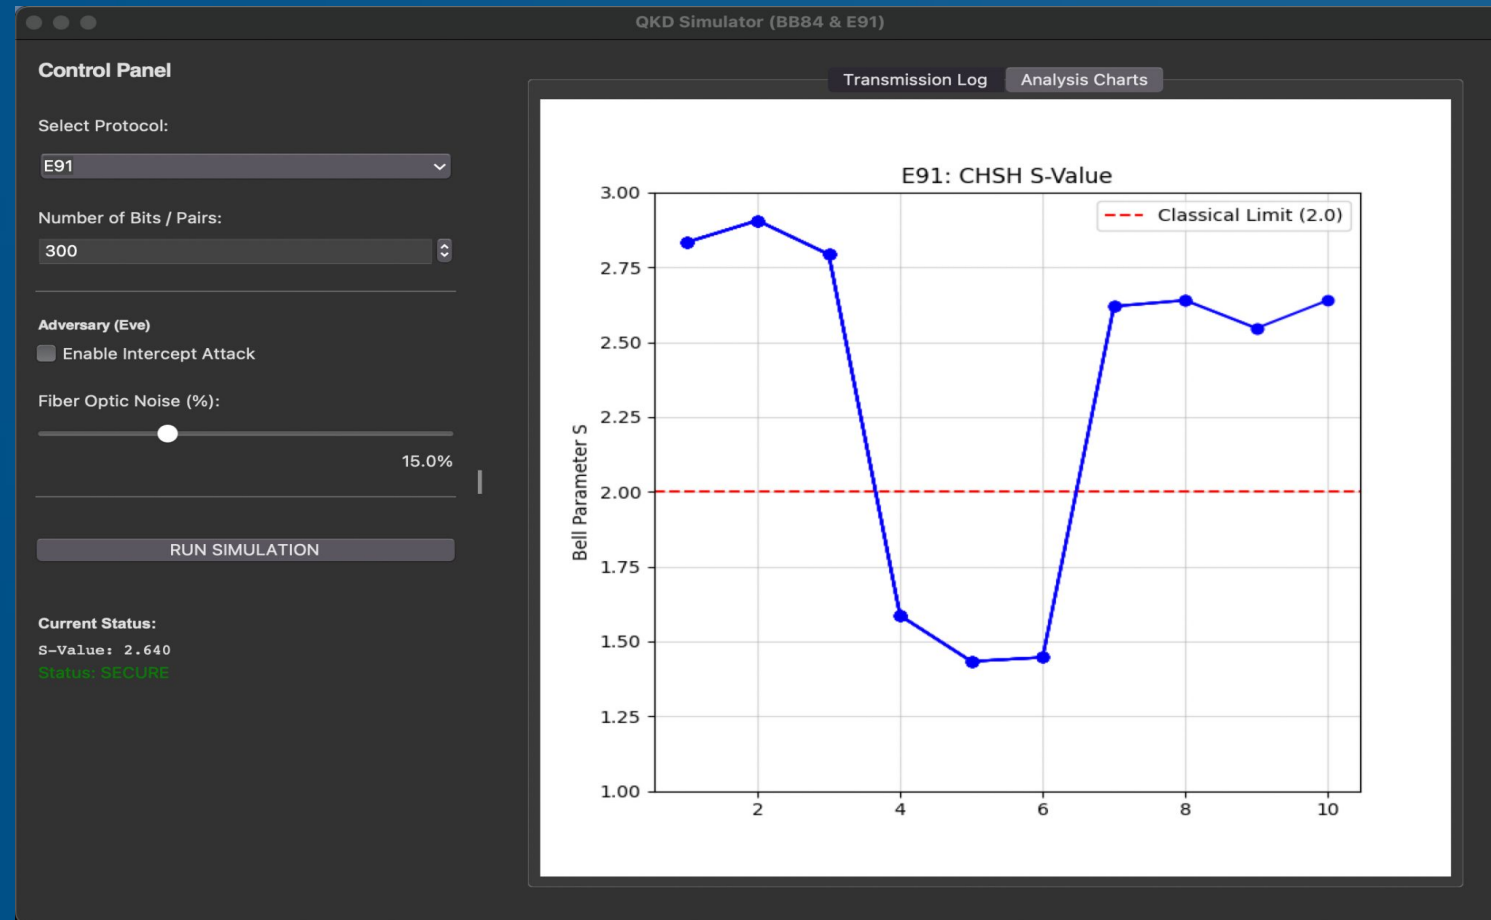 QKD Simulator (BB84 & E91)
Control Panel
Select Protocol:
E91
Number of Bits / Pairs:
300
Adversary (Eve)
Enable Intercept Attack
Fiber Optic Noise (%):
15.0%
RUN SIMULATION
Current Status:
S-Value: 2.640
Status: SECURE
Transmission Log
Analysis Charts
E91: CHSH S-Value
Classical Limit (2.0)
Bell Parameter S
3.00
2.75
2.50
2.25
2.00
1.75
1.50
1.25
1.00
2 4 6 8 10